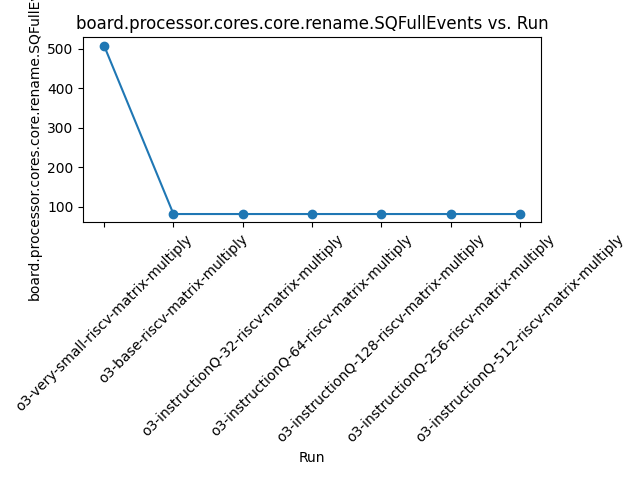 board.processor.cores.core.rename.SQFullEvents vs. Run
board.processor.cores.core.rename.SQFullEv
500
400
300
200
100
o3-very-small-riscv-matrix-multiply
o3-base-riscv-matrix-multiply
o3-instructionQ-32-riscv-matrix-multiply
o3-instructionQ-64-riscv-matrix-multiply
o3-instructionQ-128-riscv-matrix-multiply
o3-instructionQ-256-riscv-matrix-multiply
o3-instructionQ-512-riscv-matrix-multiply
Run